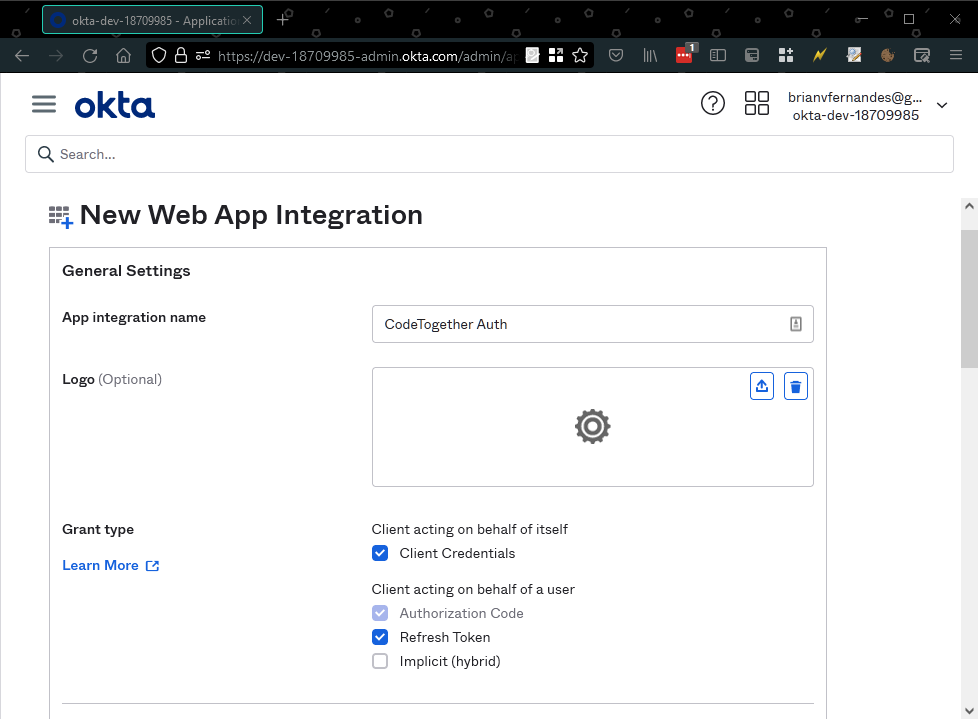 okta-dev-18709985 - Application
https://dev-18709985-admin.okta.com/admin/ap
1
okta
brianvfernandes@g...
okta-dev-18709985
Search...
New Web App Integration
General Settings
App integration name
CodeTogether Auth
Logo (Optional)
Grant type
Client acting on behalf of itself
Client Credentials
Learn More
Client acting on behalf of a user
Authorization Code
Refresh Token
Implicit (hybrid)